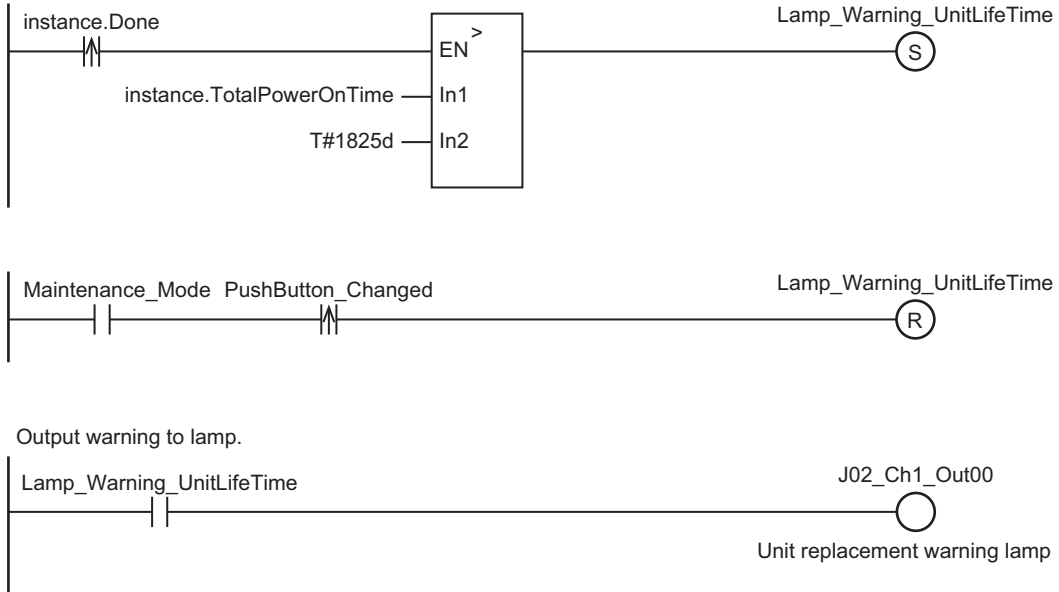 instance.Done
Lamp_Warning_UnitLifeTime
EN >
S
instance.TotalPowerOnTime
In1
T#1825d
In2
Maintenance_Mode PushButton_Changed
Lamp_Warning_UnitLifeTime
R
Output warning to lamp.
Lamp_Warning_UnitLifeTime
J02_Ch1_Out00
Unit replacement warning lamp